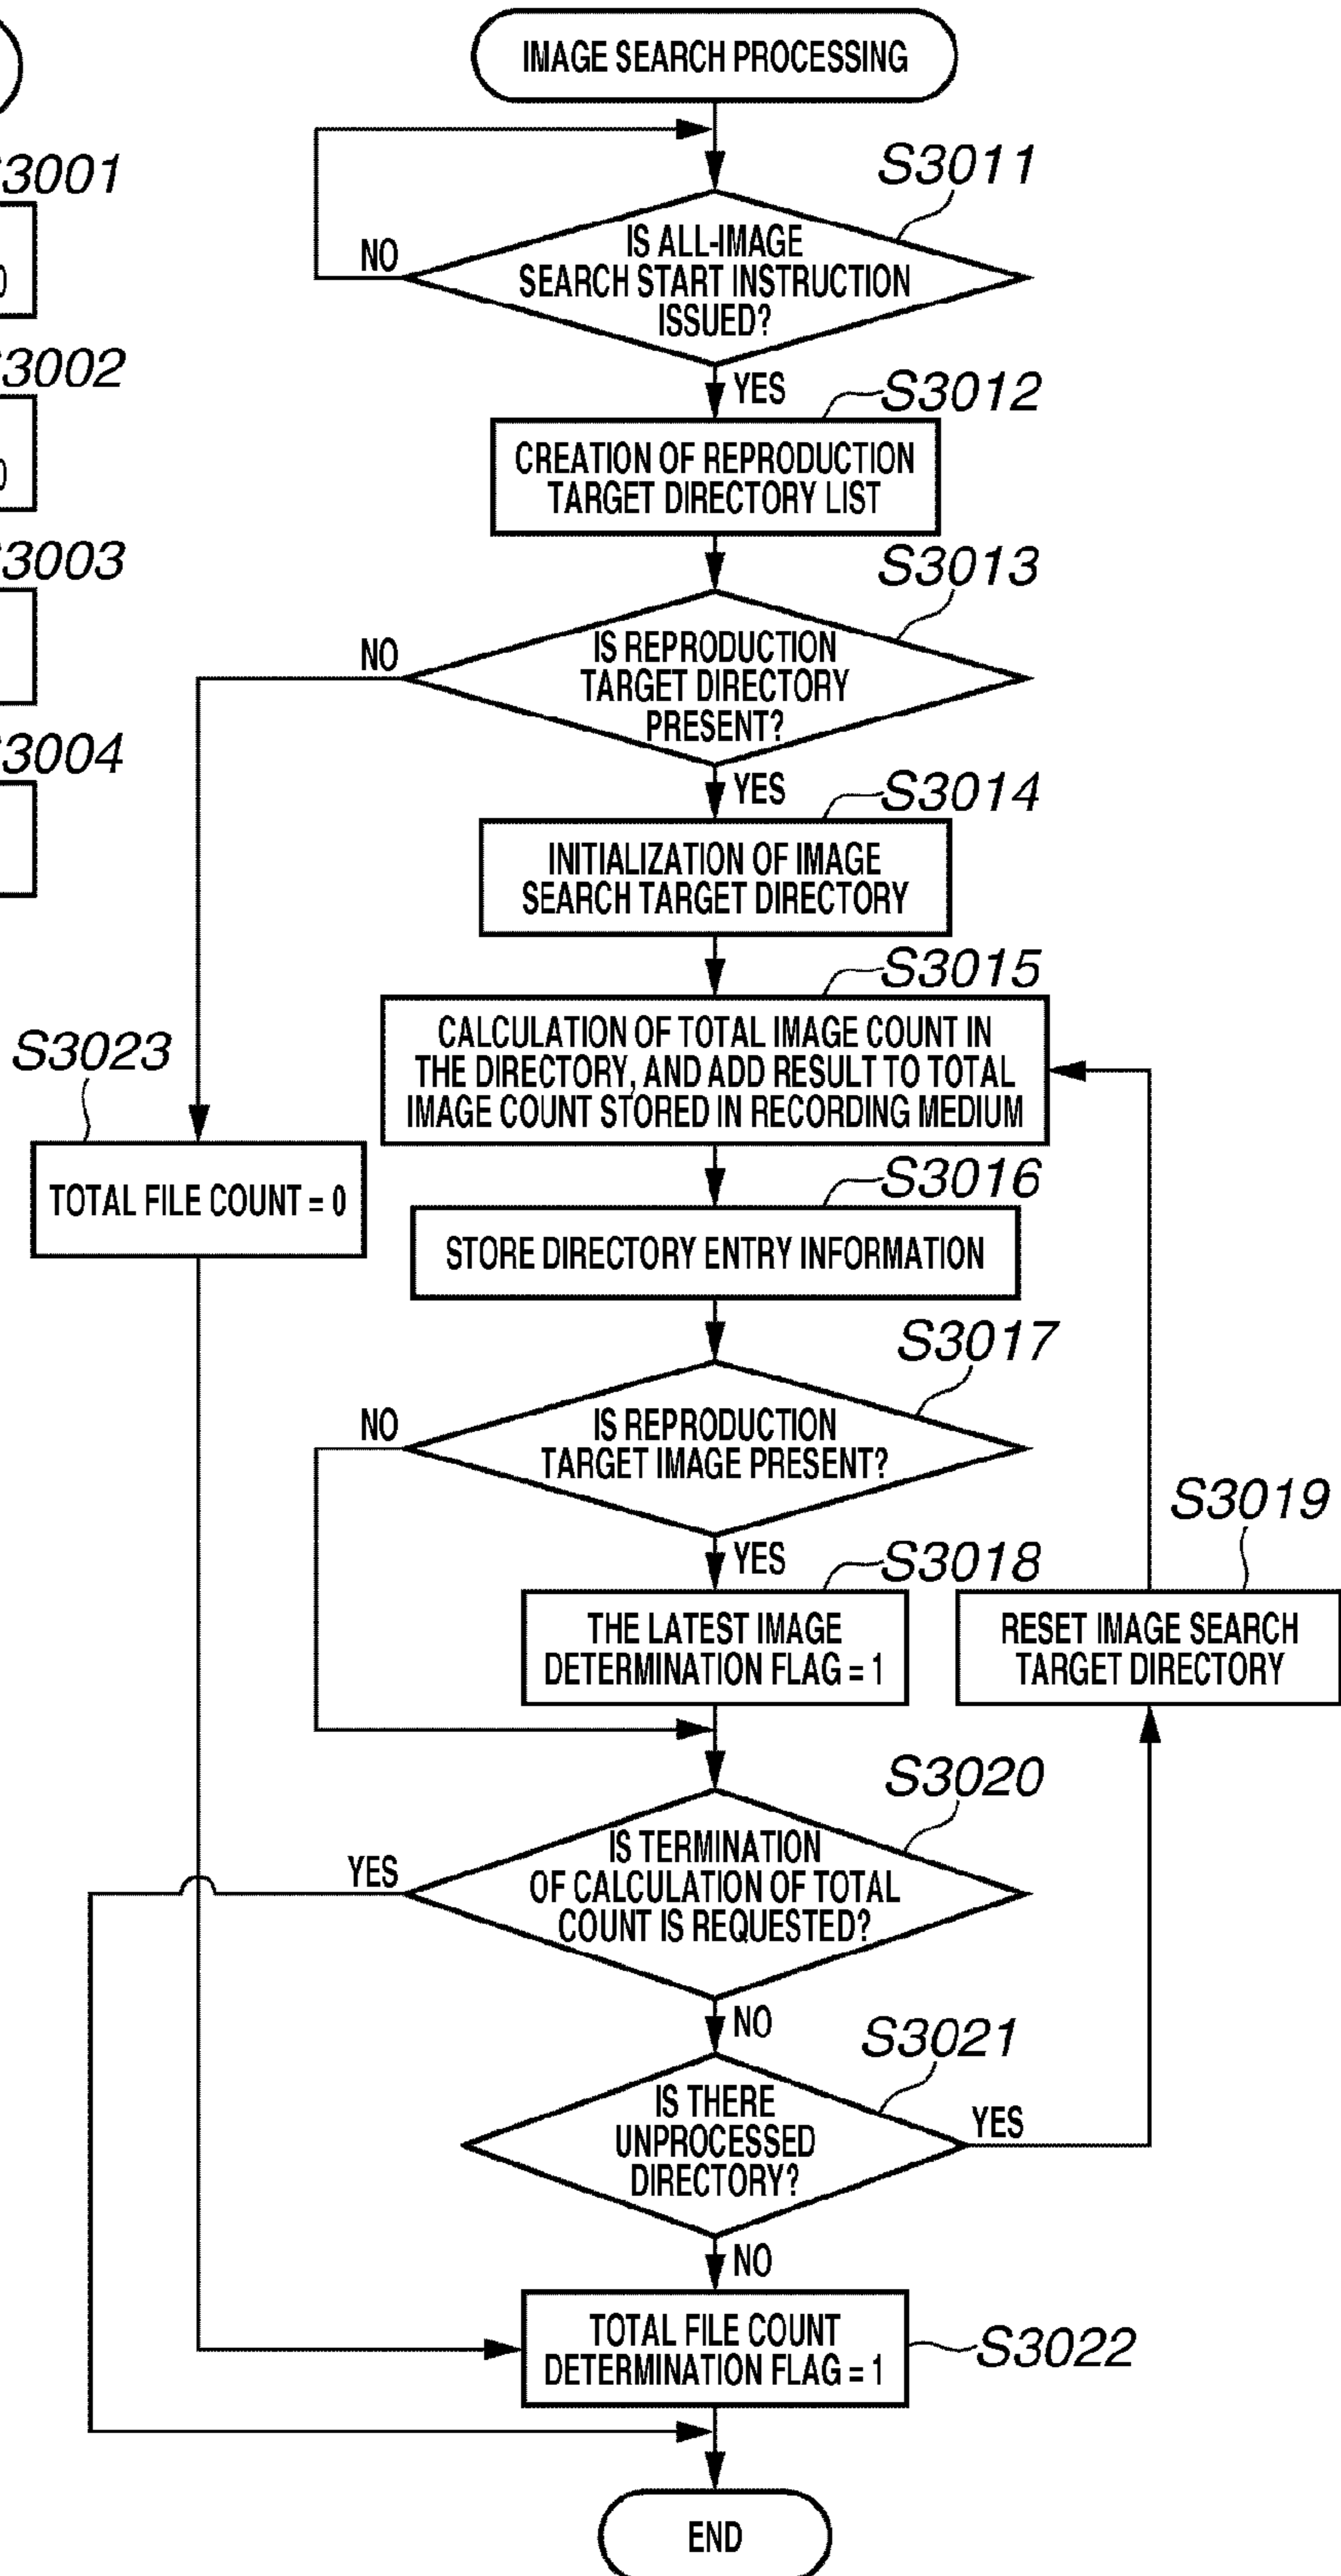 IMAGE SEARCH PROCESSING
S3011
IS ALL-IMAGE
SEARCH START INSTRUCTION
ISSUED?
NO
YES
S3012
CREATION OF REPRODUCTION
TARGET DIRECTORY LIST
S3013
IS REPRODUCTION
TARGET DIRECTORY
PRESENT?
NO
YES
S3014
INITIALIZATION OF IMAGE
SEARCH TARGET DIRECTORY
S3015
CALCULATION OF TOTAL IMAGE COUNT IN
THE DIRECTORY, AND ADD RESULT TO TOTAL
IMAGE COUNT STORED IN RECORDING MEDIUM
S3023
TOTAL FILE COUNT = 0
S3016
STORE DIRECTORY ENTRY INFORMATION
S3017
IS REPRODUCTION
TARGET IMAGE PRESENT?
NO
YES
S3018
THE LATEST IMAGE
DETERMINATION FLAG = 1
S3019
RESET IMAGE SEARCH
TARGET DIRECTORY
S3020
IS TERMINATION
OF CALCULATION OF TOTAL
COUNT IS REQUESTED?
YES
NO
S3021
IS THERE
UNPROCESSED
DIRECTORY?
YES
NO
TOTAL FILE COUNT
DETERMINATION FLAG = 1
S3022
END
3001
3002
3003
3004